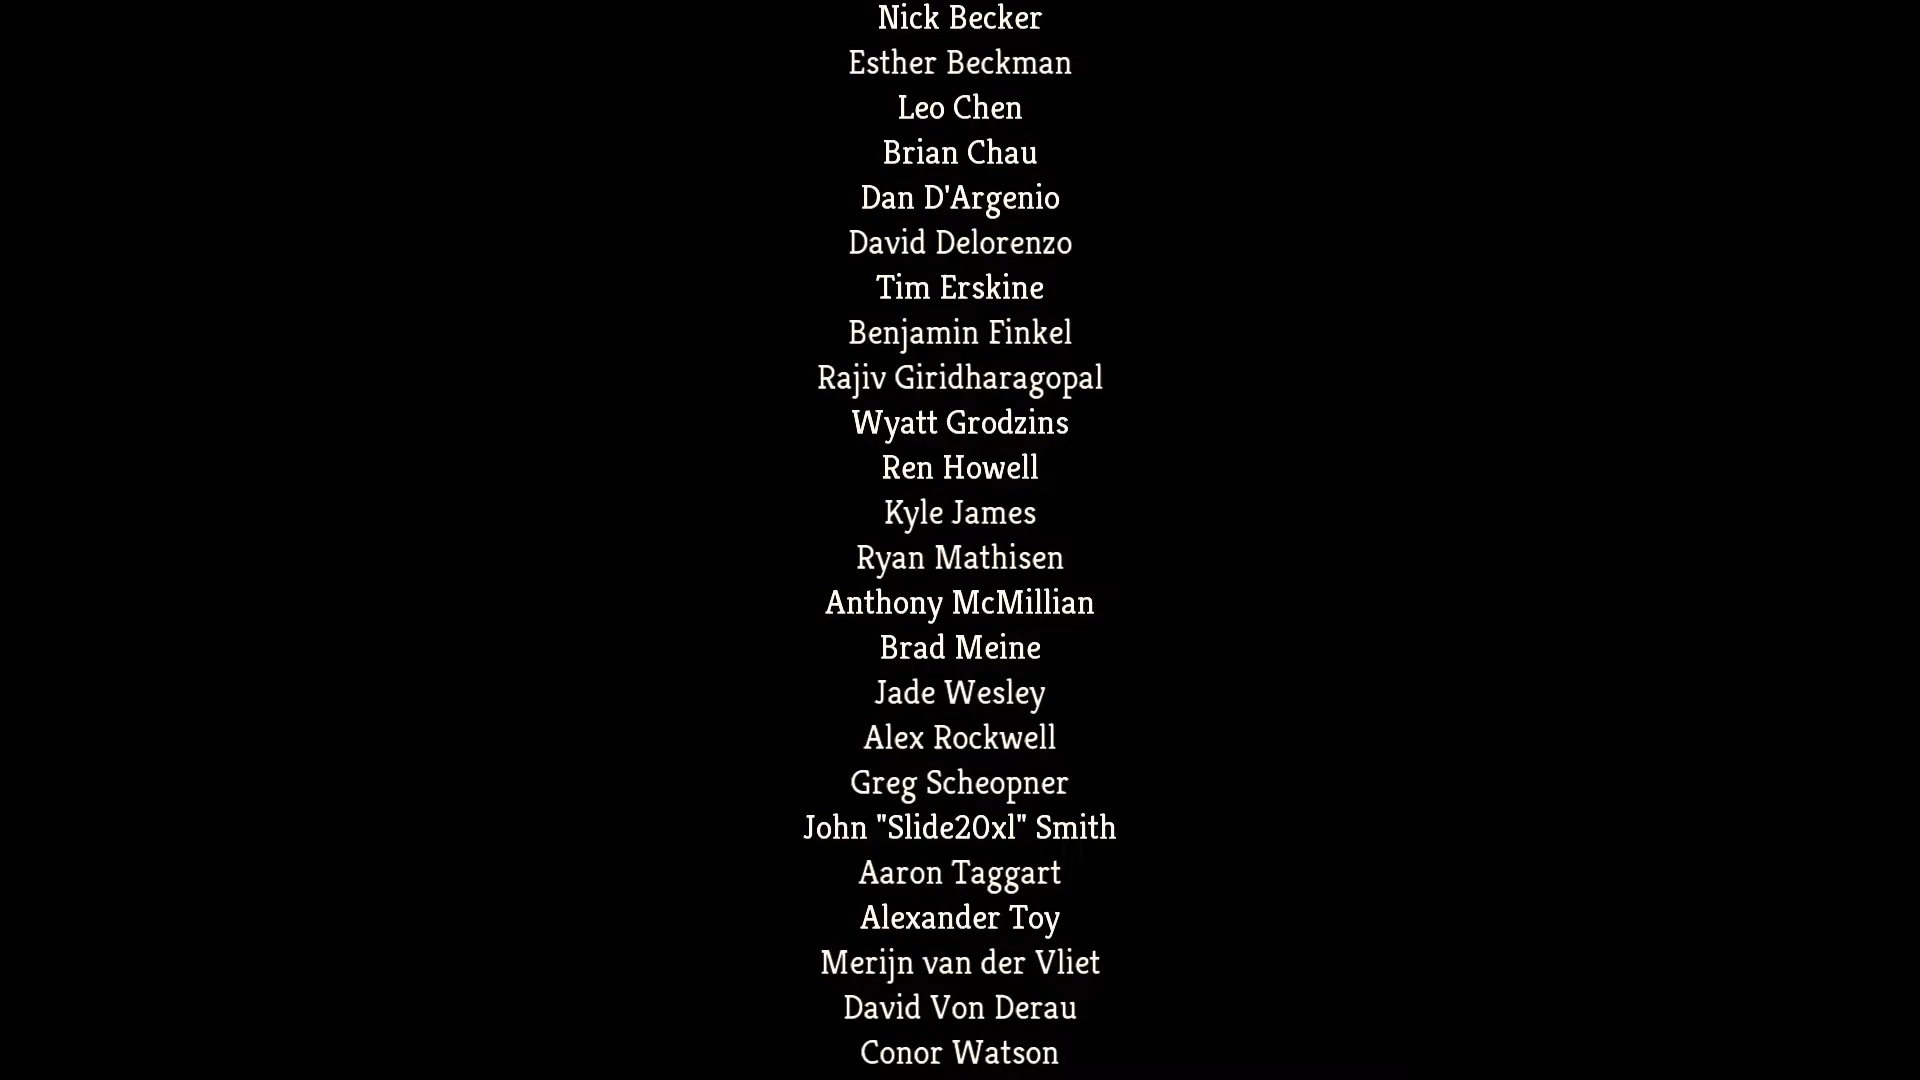 Nick Becker
Esther Beckman
Leo Chen
Brian Chau
Dan D'Argenio
David Delorenzo
Tim Erskine
Benjamin Finkel
Rajiv Giridharagopal
Wyatt Grodzins
Ren Howell
Kyle James
Ryan Mathisen
Anthony McMillian
Brad Meine
Jade Wesley
Alex Rockwell
Greg Scheopner
John "Slide20xl" Smith
Aaron Taggart
Alexander Toy
Merijn van der Vliet
David Von Derau
Conor Watson